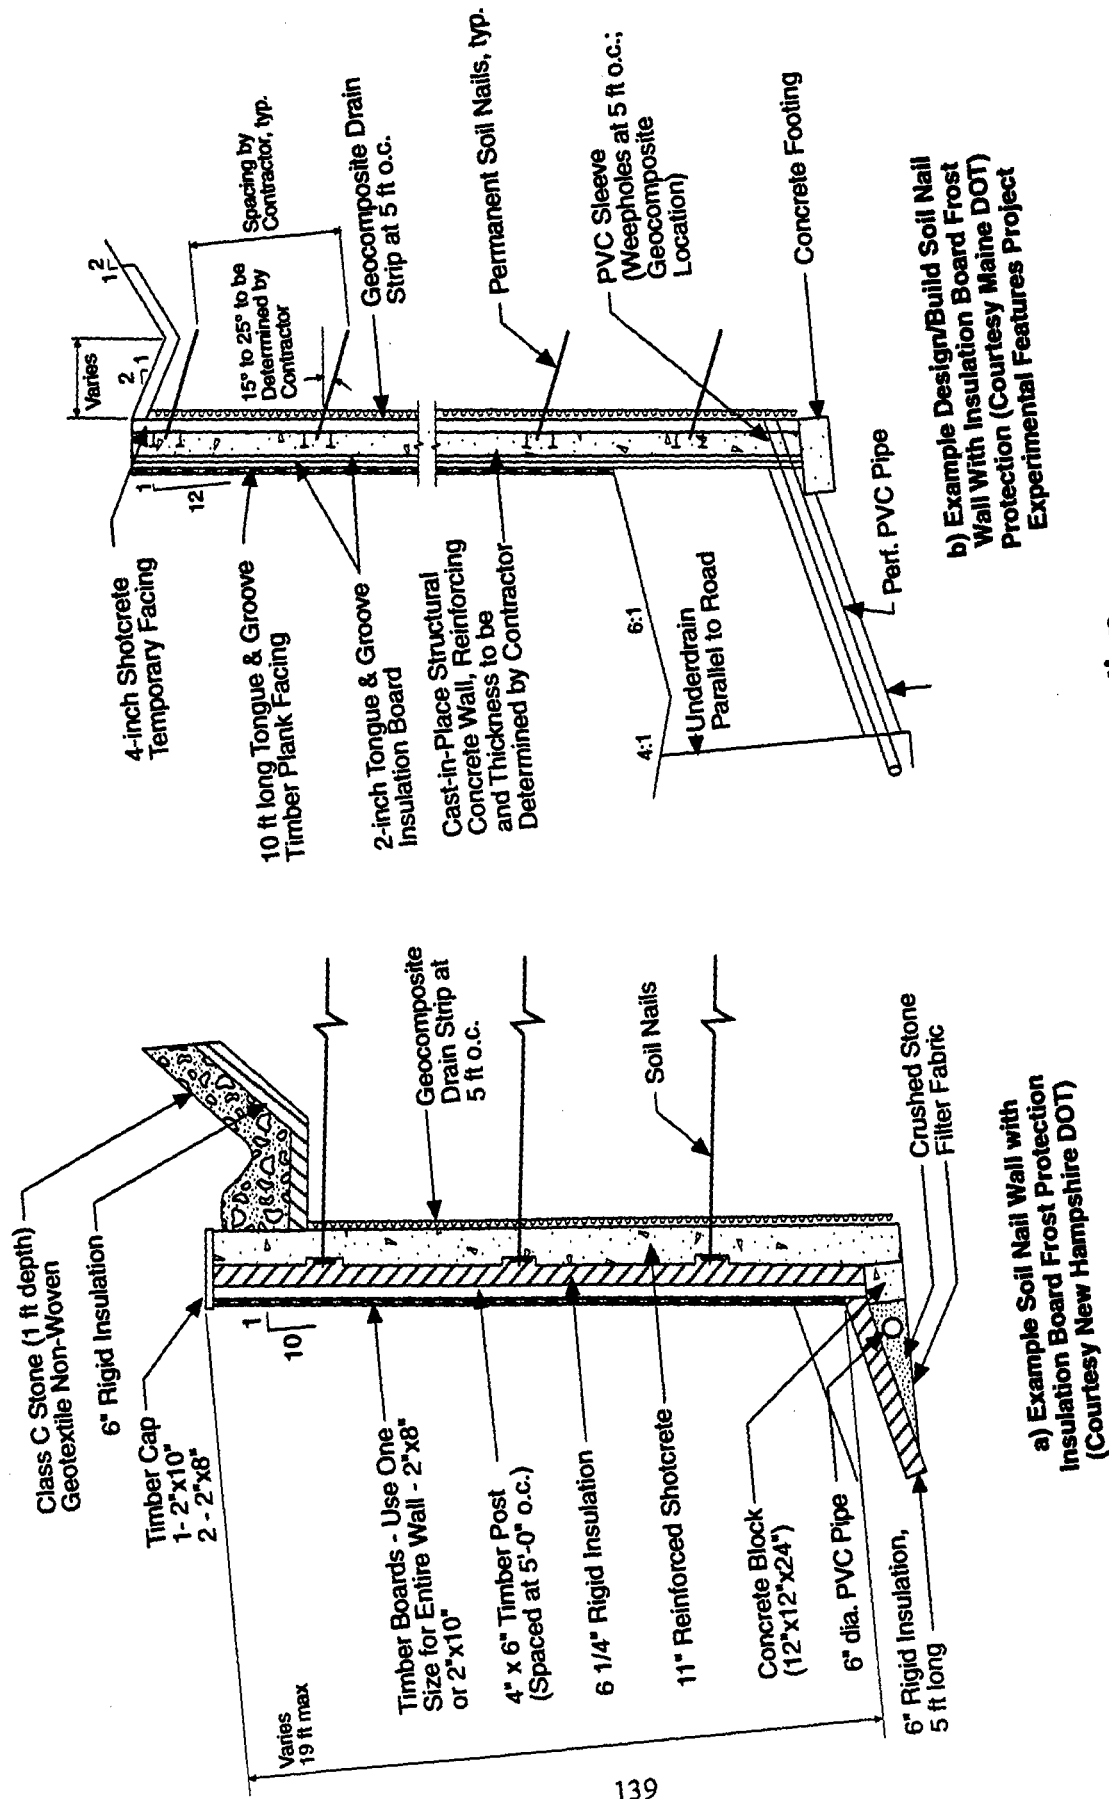 Class C Stone (1 ft depth)
Geotextile Non-Woven
6" Rigid Insulation
Timber Cap
1- 2"x10"
2 - 2"x8"
Varies
19 ft max
1
10
Timber Boards - Use One
Size for Entire Wall - 2"x8"
or 2"x10"
4" x 6" Timber Post
(Spaced at 5'-0" o.c.)
6 1/4" Rigid Insulation
11" Reinforced Shotcrete
Concrete Block
(12"x12"x24")
6" dia. PVC Pipe
6" Rigid Insulation,
5 ft long
Geocomposite
Drain Strip at
5 ft o.c.
Soil Nails
Crushed Stone
Filter Fabric
a) Example Soil Nail Wall with
Insulation Board Frost Protection
(Courtesy New Hampshire DOT)
4-inch Shotcrete
Temporary Facing
1
12
10 ft long Tongue & Groove
Timber Plank Facing
2-inch Tongue & Groove
Insulation Board
Cast-in-Place Structural
Concrete Wall, Reinforcing
and Thickness to be
Determined by Contractor
6:1
4:1
Underdrain
Parallel to Road
Varies
2
1
1
2
Spacing by
Contractor, typ.
15° to 25° to be
Determined by
Contractor
15°
Geocomposite Drain
Strip at 5 ft o.c.
Permanent Soil Nails, typ.
PVC Sleeve
(Weepholes at 5 ft o.c.;
Geocomposite
Location)
Concrete Footing
Perf. PVC Pipe
b) Example Design/Build Soil Nail
Wall With Insulation Board Frost
Protection (Courtesy Maine DOT)
Experimental Features Project
139